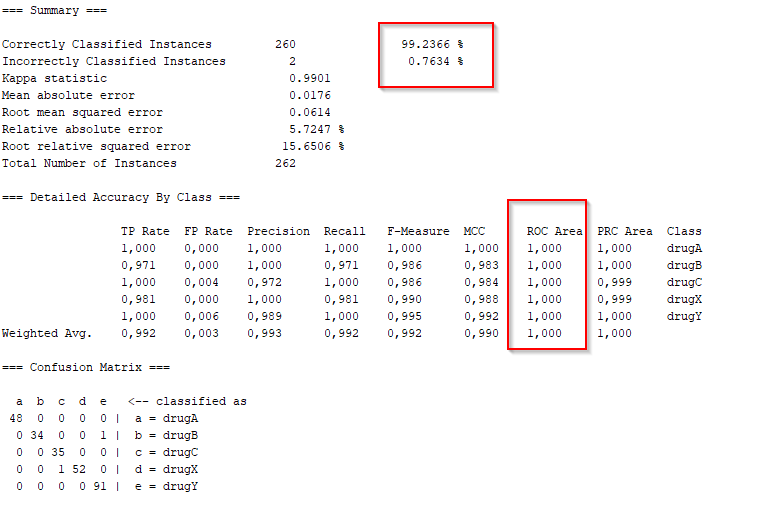 === Summary ===
Correctly Classified Instances 260 99.2366 %
Incorrectly Classified Instances 2 0.7634 %
Kappa statistic 0.9901
Mean absolute error 0.0176
Root mean squared error 0.0614
Relative absolute error 5.7247 %
Root relative squared error 15.6506 %
Total Number of Instances 262
=== Detailed Accuracy By Class ===
TP Rate FP Rate Precision Recall F-Measure MCC ROC Area PRC Area Class
1,000 0,000 1,000 1,000 1,000 1,000 1,000 1,000 drugA
0,971 0,000 1,000 0,971 0,986 0,983 1,000 1,000 drugB
1,000 0,004 0,972 1,000 0,986 0,984 1,000 0,999 drugC
0,981 0,000 1,000 0,981 0,990 0,988 1,000 0,999 drugX
1,000 0,006 0,989 1,000 0,995 0,992 1,000 1,000 drugY
Weighted Avg. 0,992 0,003 0,993 0,992 0,992 0,990 1,000 1,000
=== Confusion Matrix ===
a b c d e <-- classified as
48 0 0 0 0 | a = drugA
0 34 0 0 1 | b = drugB
0 0 35 0 0 | c = drugC
0 0 1 52 0 | d = drugX
0 0 0 0 91 | e = drugY